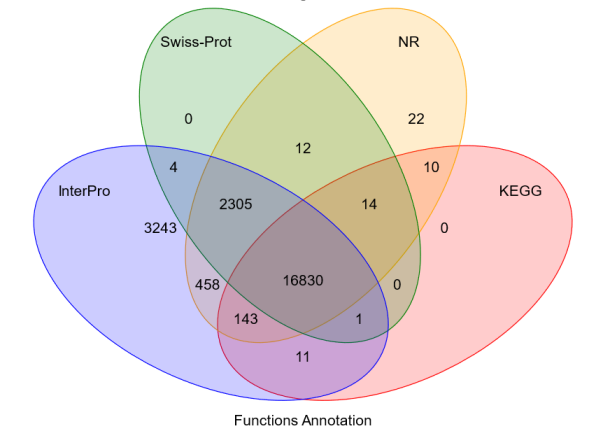 Swiss-Prot NR
0 22
12
4 10
InterPro 2305 14 KEGG
3243 0
458 16830 0
143 1
11
Functions Annotation